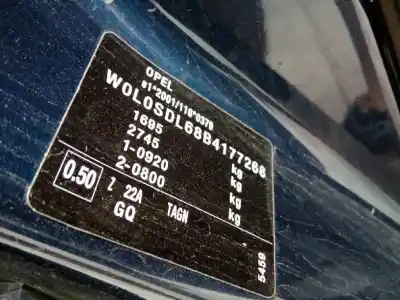 OPEL
e1*2001/116*0379
W0L0SDL68B4177268
1695 kg
2745 kg
1-0920 kg
2-0800 kg
0.50 Z 22A TAGN
GQ
5459